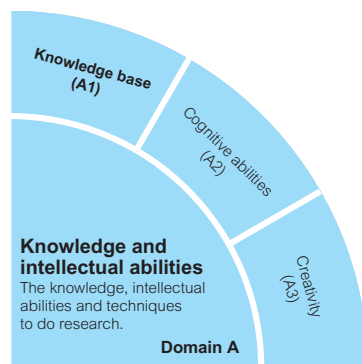 Knowledge base
(A1)
Cognitive abilities
(A2)
Creativity
(A3)
Knowledge and
intellectual abilities
The knowledge, intellectual
abilities and techniques
to do research.
Domain A